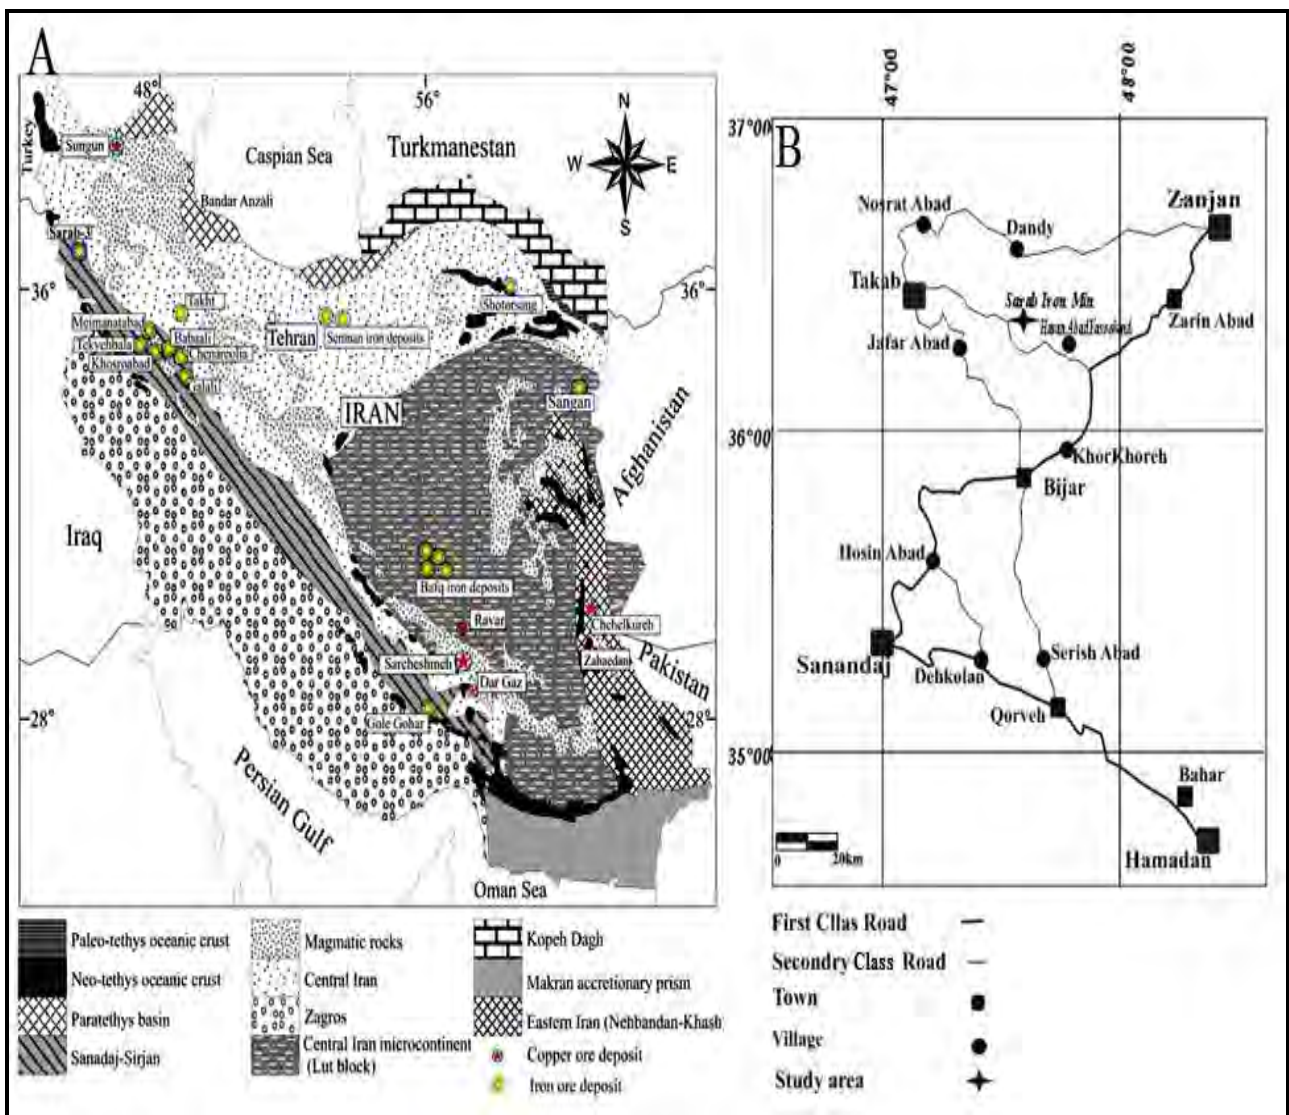 A
48°
56°
N
W
E
S
Turkey
Sungun
Caspian Sea
Turkmanestan
Bandar Anzali
Sarab-3
36°
36°
Takht
Shotorsang
Meimanatabad
Tehran
Semnan iron deposits
Tekyehbala
Babaali
Chenareolia
Khosroabad
Galali
Sangan
IRAN
Afghanistan
Iraq
Bafq iron deposits
Ravar
Chehelkureh
Sarcheshmeh
Zahaedan
Pakistan
Dar Gaz
28°
28°
Gole Gohar
Persian Gulf
Oman Sea
Paleo-tethys oceanic crust
Neo-tethys oceanic crust
Paratethys basin
Sanadaj-Sirjan
Magmatic rocks
Central Iran
Zagros
Central Iran microcontinent
(Lut block)
Kopeh Dagh
Makran accretionary prism
Eastern Iran (Nehbandan-Khash
Copper ore deposit
Iron ore deposit
47°00
48°00
37°00
B
Nosrat Abad
Zanjan
Dandy
Takab
Sarab Iron Min
Zarin Abad
Jafar Abad
36°00
KhorKhoreh
Bijar
Hosin Abad
Sanandaj
Serish Abad
Dehkolan
Qorveh
35°00
Bahar
0
20km
Hamadan
First Cllas Road
Secondry Class Road
Town
Village
Study area